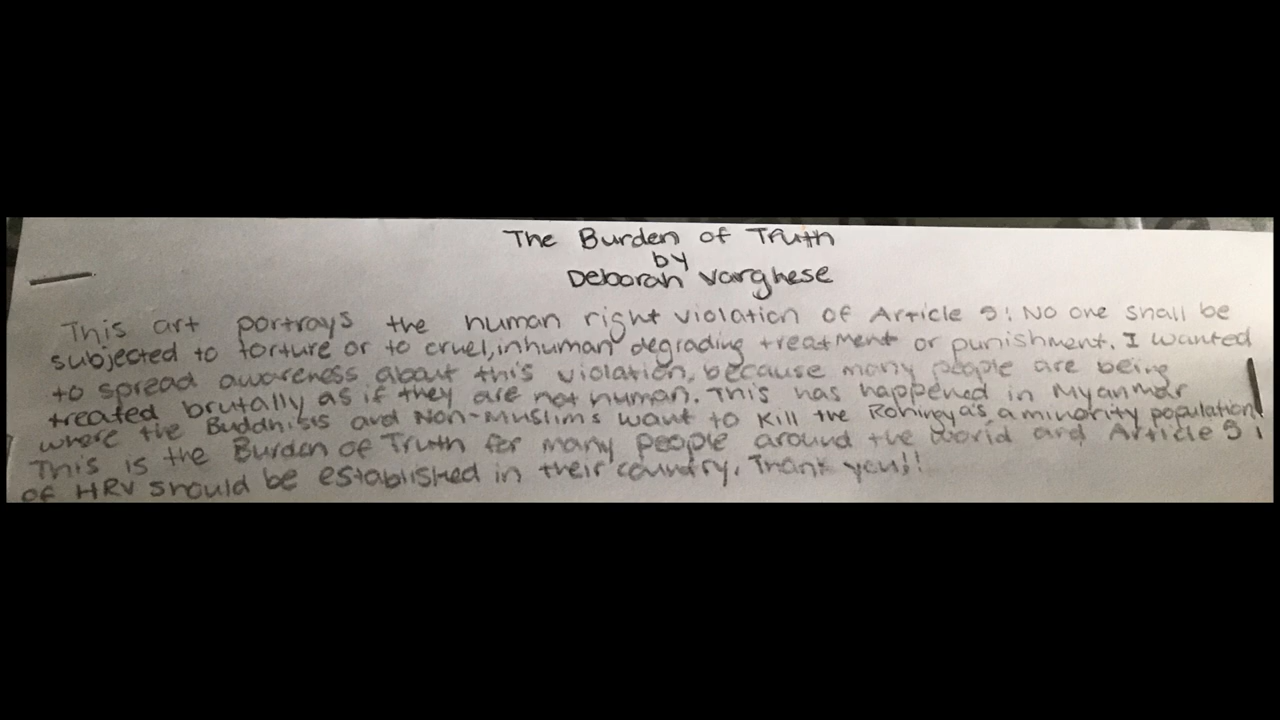 The Burden of Truth
by
Deborah Varghese
This art portrays the human right violation of Article 5: No one shall be
subjected to torture or to cruel, inhuman degrading treatment or punishment. I wanted
to spread awareness about this violation, because many people are being
treated brutally as if they are not human. This has happened in Myanmar
where the Buddhists and Non-Muslims want to kill the Rohingya's, a minority population.
This is the Burden of Truth for many people around the world and Article 5
of HRV should be established in their country. Thank you!!